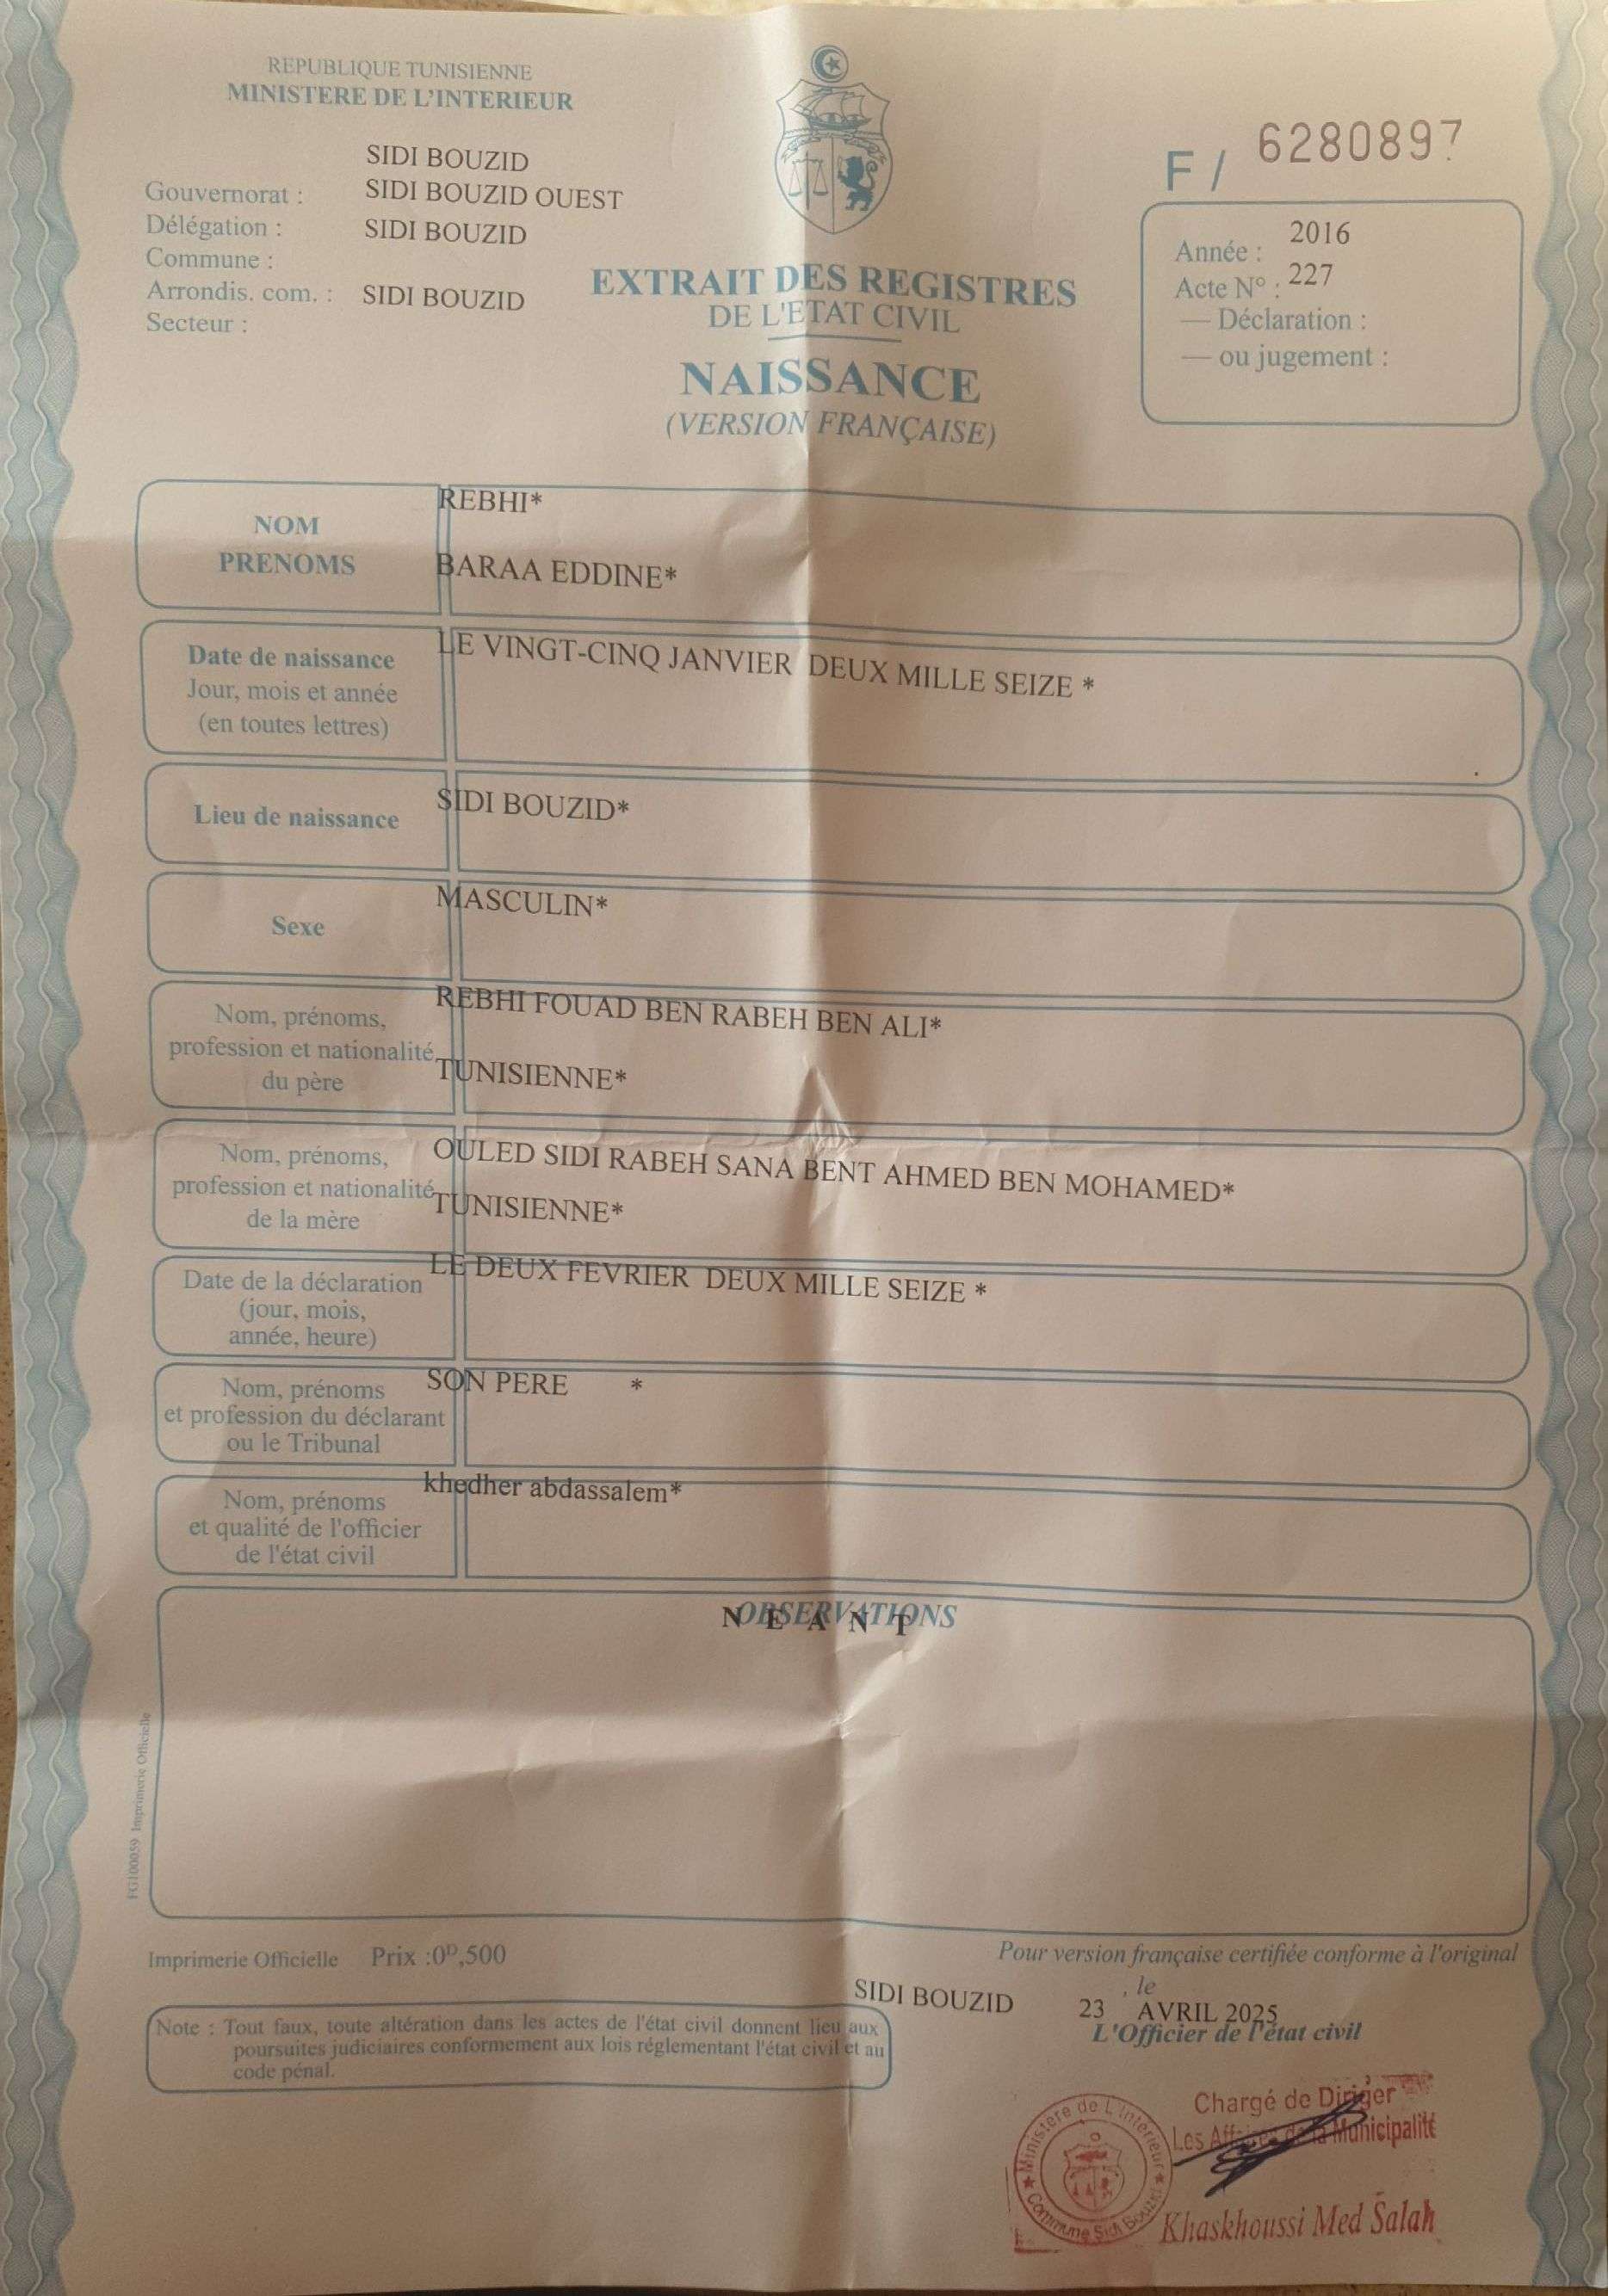 REPUBLIQUE TUNISIENNE
MINISTERE DE L'INTERIEUR
SIDI BOUZID
Gouvernorat : SIDI BOUZID OUEST
Délégation : SIDI BOUZID
Commune :
Arrondis. com. : SIDI BOUZID
Secteur :
F / 6280897
Année : 2016
Acte N° : 227
— Déclaration :
— ou jugement :
EXTRAIT DES REGISTRES
DE L'ETAT CIVIL
NAISSANCE
(VERSION FRANÇAISE)
NOM REBHI*
PRENOMS BARAA EDDINE*
Date de naissance LE VINGT-CINQ JANVIER DEUX MILLE SEIZE *
Jour, mois et année
(en toutes lettres)
Lieu de naissance SIDI BOUZID*
Sexe MASCULIN*
Nom, prénoms, REBHI FOUAD BEN RABEH BEN ALI*
profession et nationalité
du père TUNISIENNE*
Nom, prénoms, OULED SIDI RABEH SANA BENT AHMED BEN MOHAMED*
profession et nationalité TUNISIENNE*
de la mère
Date de la déclaration LE DEUX FEVRIER DEUX MILLE SEIZE *
(jour, mois,
année, heure)
Nom, prénoms SON PERE *
et profession du déclarant
ou le Tribunal
Nom, prénoms khedher abdassalem*
et qualité de l'officier
de l'état civil
OBSERVATIONS
N E A N T
FG100059 Imprimerie Officielle
Imprimerie Officielle Prix :0ᴰ,500
Pour version française certifiée conforme à l'original
SIDI BOUZID , le
23 AVRIL 2025
L'Officier de l'état civil
Note : Tout faux, toute altération dans les actes de l'état civil donnent lieu aux
poursuites judiciaires conformement aux lois réglementant l'état civil et au
code pénal.
Ministère de L'Intérieur
Commune Sidi Bouzid
Chargé de Diriger
Les Affaires de la Municipalité
Khaskhoussi Med Salah